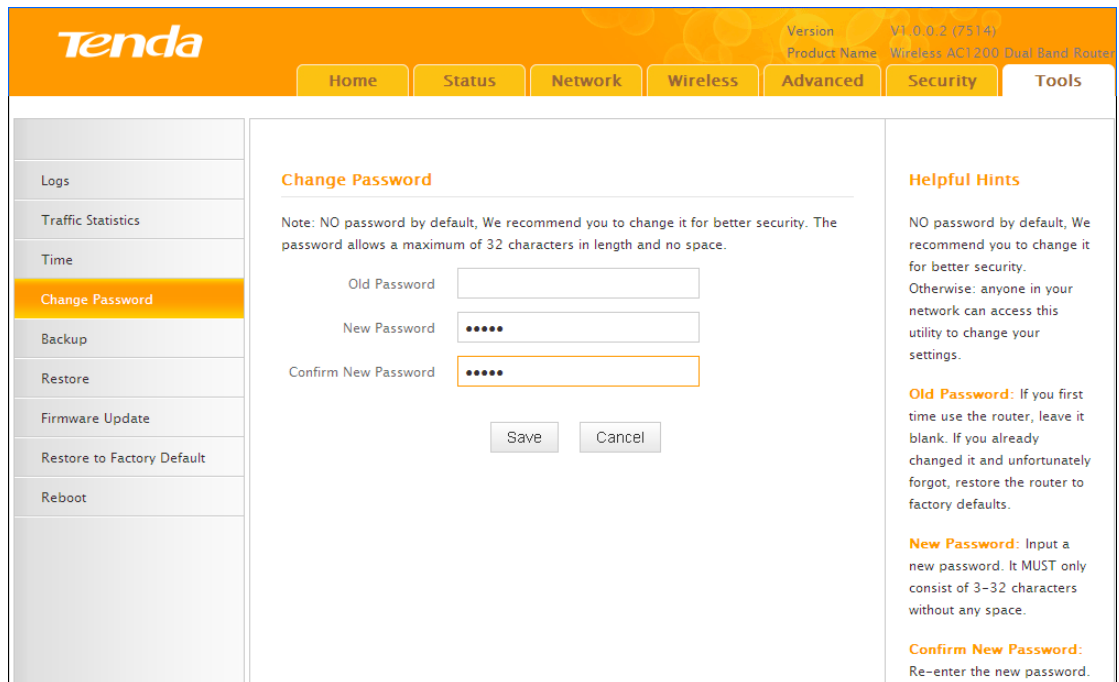 Tenda
Version V1.0.0.2 (7514)
Product Name Wireless AC1200 Dual Band Router
Home Status Network Wireless Advanced Security Tools
Logs
Traffic Statistics
Time
Change Password
Backup
Restore
Firmware Update
Restore to Factory Default
Reboot
Change Password
Note: NO password by default, We recommend you to change it for better security. The
password allows a maximum of 32 characters in length and no space.
Old Password
New Password •••••
Confirm New Password •••••
Save Cancel
Helpful Hints
NO password by default, We
recommend you to change it
for better security.
Otherwise: anyone in your
network can access this
utility to change your
settings.
Old Password: If you first
time use the router, leave it
blank. If you already
changed it and unfortunately
forgot, restore the router to
factory defaults.
New Password: Input a
new password. It MUST only
consist of 3-32 characters
without any space.
Confirm New Password:
Re-enter the new password.